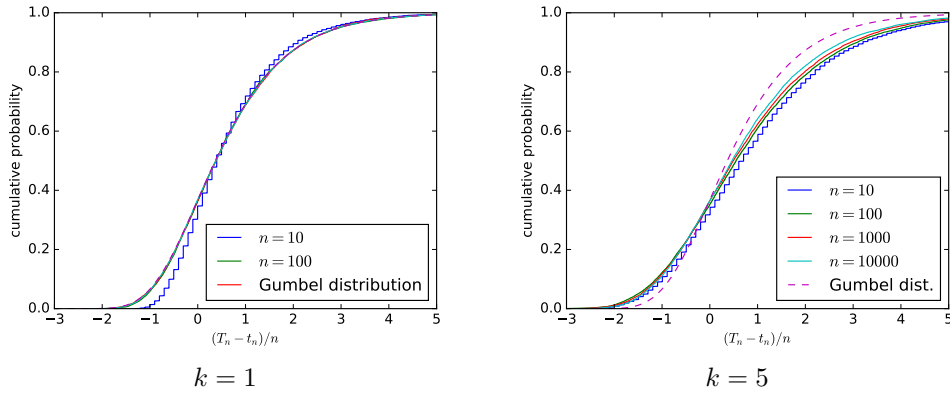 1.0
0.8
0.6
0.4
0.2
0.0
cumulative probability
−3 −2 −1 0 1 2 3 4 5
(T_n − t_n)/n
n = 10
n = 100
Gumbel distribution
k = 1
1.0
0.8
0.6
0.4
0.2
0.0
cumulative probability
−3 −2 −1 0 1 2 3 4 5
(T_n − t_n)/n
n = 10
n = 100
n = 1000
n = 10000
Gumbel dist.
k = 5